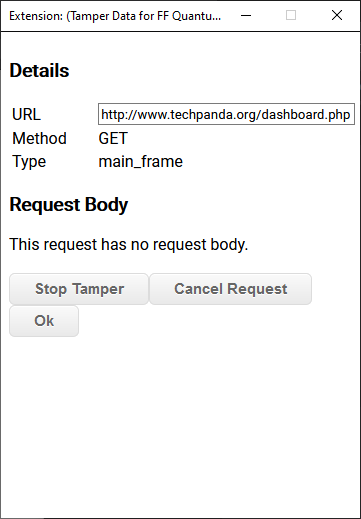 Extension: (Tamper Data for FF Quantu...
Details
URL http://www.techpanda.org/dashboard.php
Method GET
Type main_frame
Request Body
This request has no request body.
Stop Tamper Cancel Request
Ok